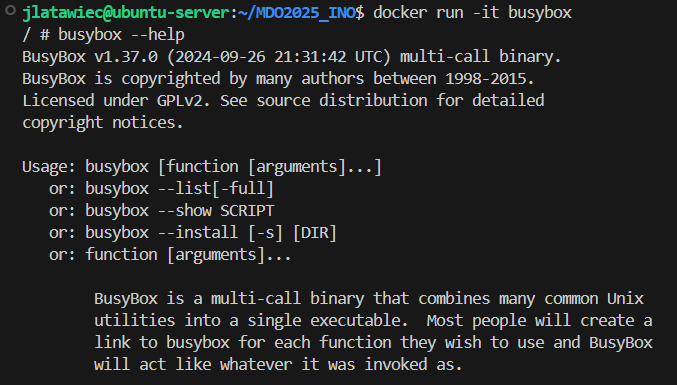 jlatawiec@ubuntu-server:~/MDO2025_INO$ docker run -it busybox
/ # busybox --help
BusyBox v1.37.0 (2024-09-26 21:31:42 UTC) multi-call binary.
BusyBox is copyrighted by many authors between 1998-2015.
Licensed under GPLv2. See source distribution for detailed
copyright notices.

Usage: busybox [function [arguments]...]
   or: busybox --list[-full]
   or: busybox --show SCRIPT
   or: busybox --install [-s] [DIR]
   or: function [arguments]...

        BusyBox is a multi-call binary that combines many common Unix
        utilities into a single executable.  Most people will create a
        link to busybox for each function they wish to use and BusyBox
        will act like whatever it was invoked as.